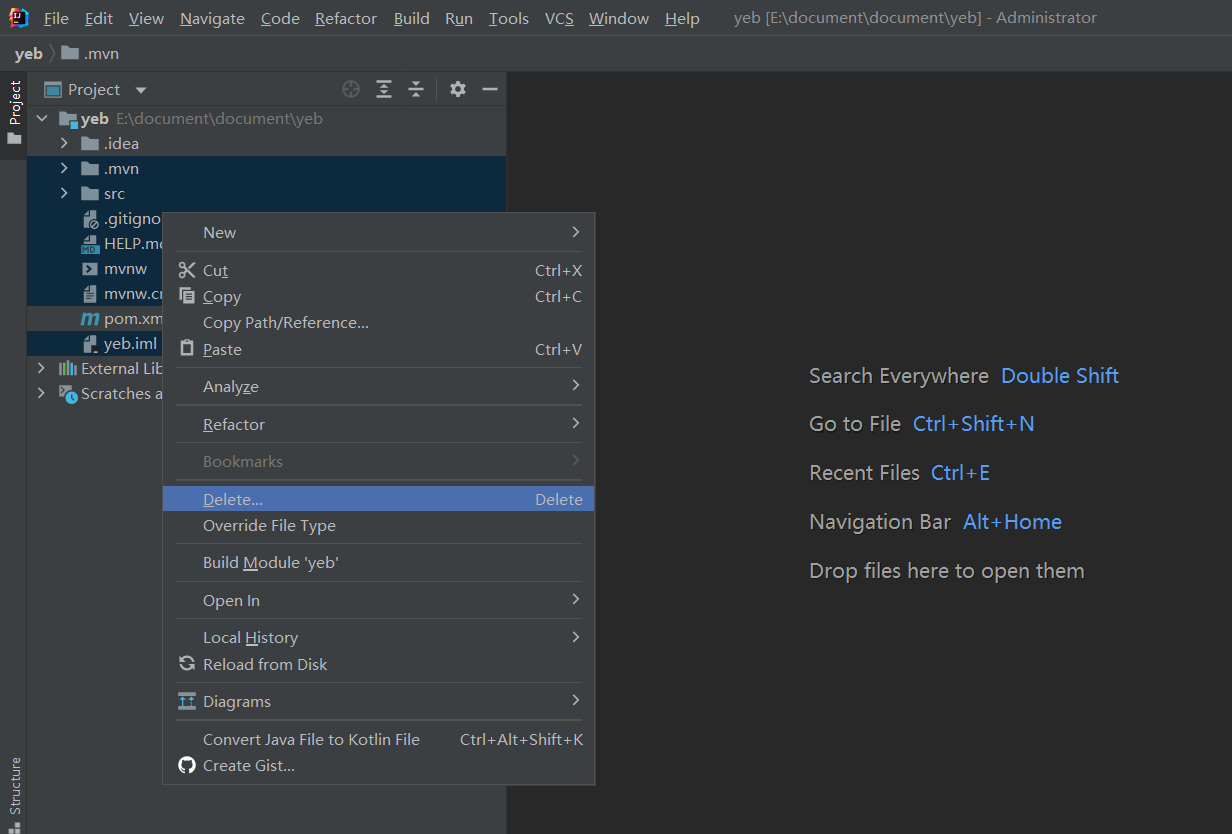 File Edit View Navigate Code Refactor Build Run Tools VCS Window Help yeb [E:\document\document\yeb] - Administrator
yeb .mvn
Project
Project
yeb E:\document\document\yeb
.idea
.mvn
src
.gitigno
HELP.md
mvnw
mvnw.cm
pom.xm
yeb.iml
External Lib
Scratches a
New
Cut Ctrl+X
Copy Ctrl+C
Copy Path/Reference...
Paste Ctrl+V
Analyze
Refactor
Bookmarks
Delete... Delete
Override File Type
Build Module 'yeb'
Open In
Local History
Reload from Disk
Diagrams
Convert Java File to Kotlin File Ctrl+Alt+Shift+K
Create Gist...
Search Everywhere Double Shift
Go to File Ctrl+Shift+N
Recent Files Ctrl+E
Navigation Bar Alt+Home
Drop files here to open them
Structure